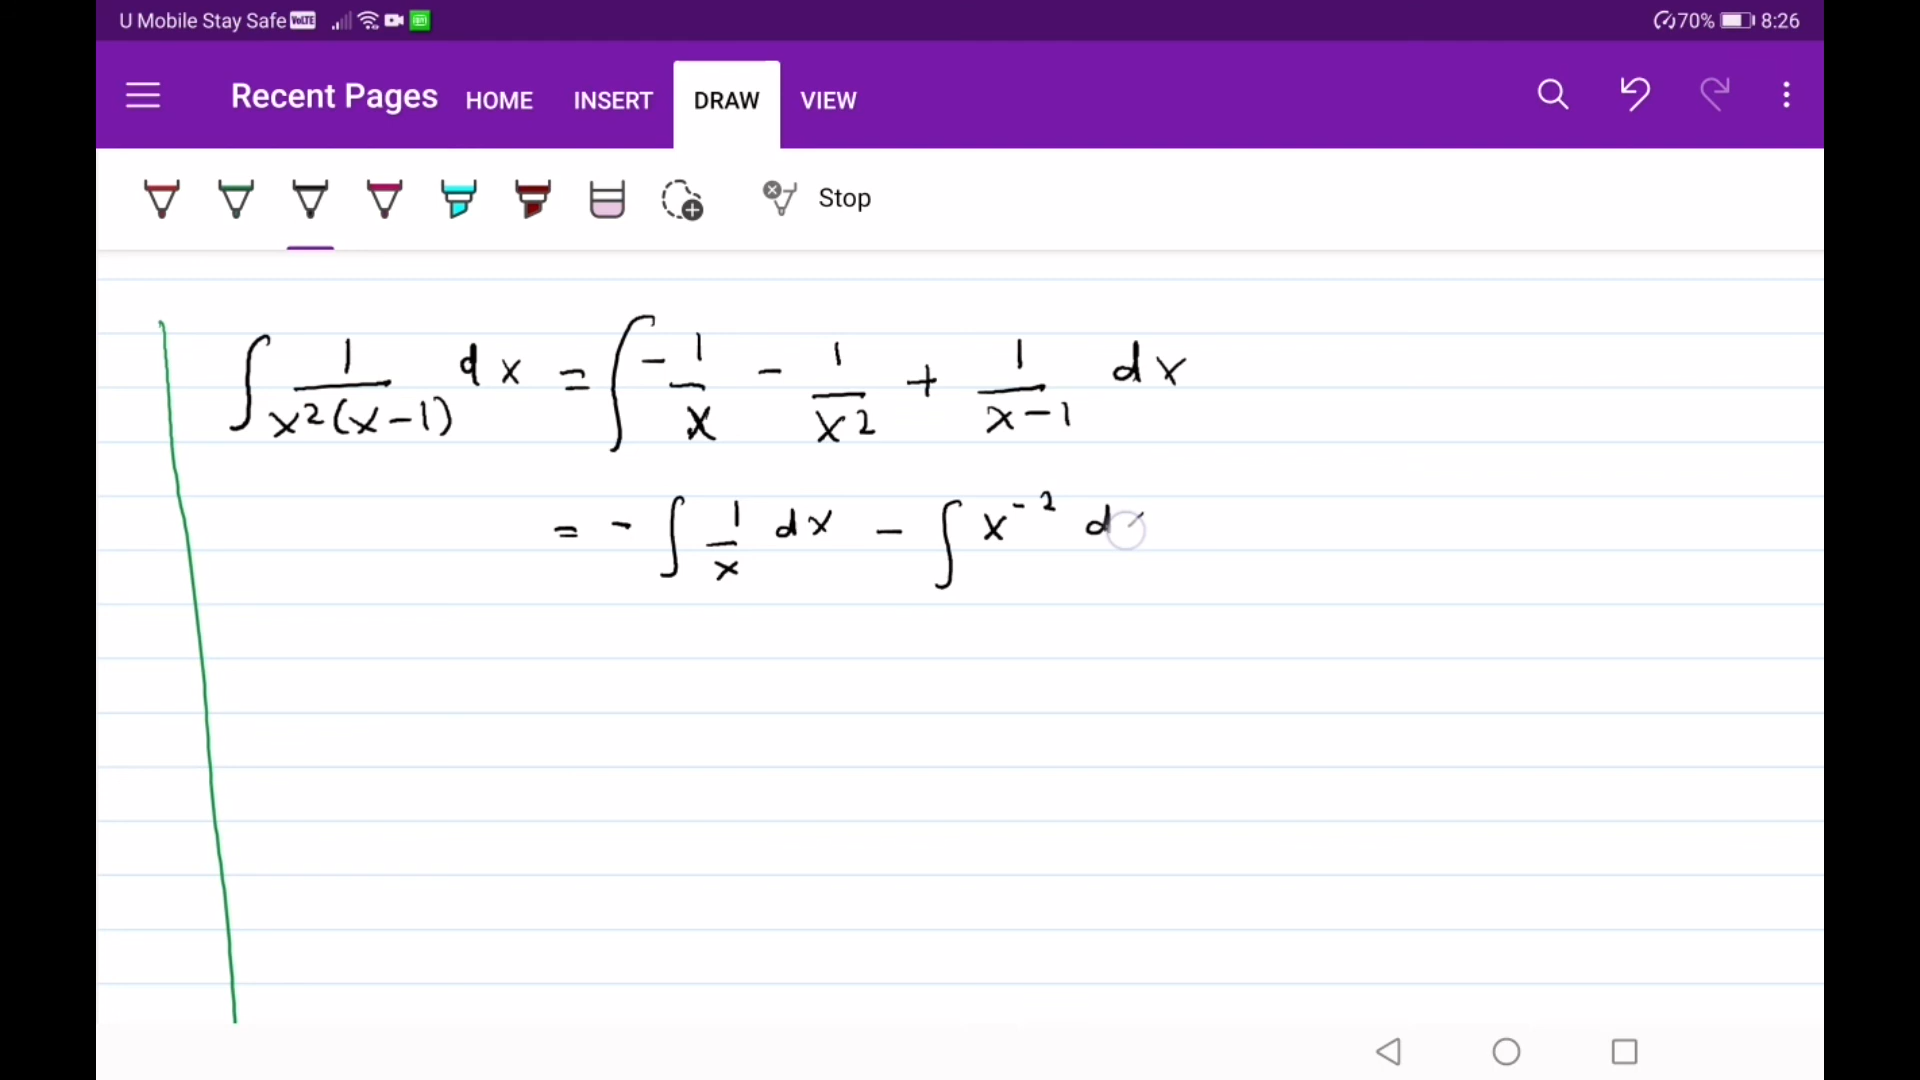 U Mobile Stay Safe VoLTE 70% 8:26
Recent Pages HOME INSERT DRAW VIEW
Stop
∫ 1/(x²(x-1)) dx = ∫ -1/x - 1/x² + 1/(x-1) dx
= - ∫ 1/x dx - ∫ x⁻² d